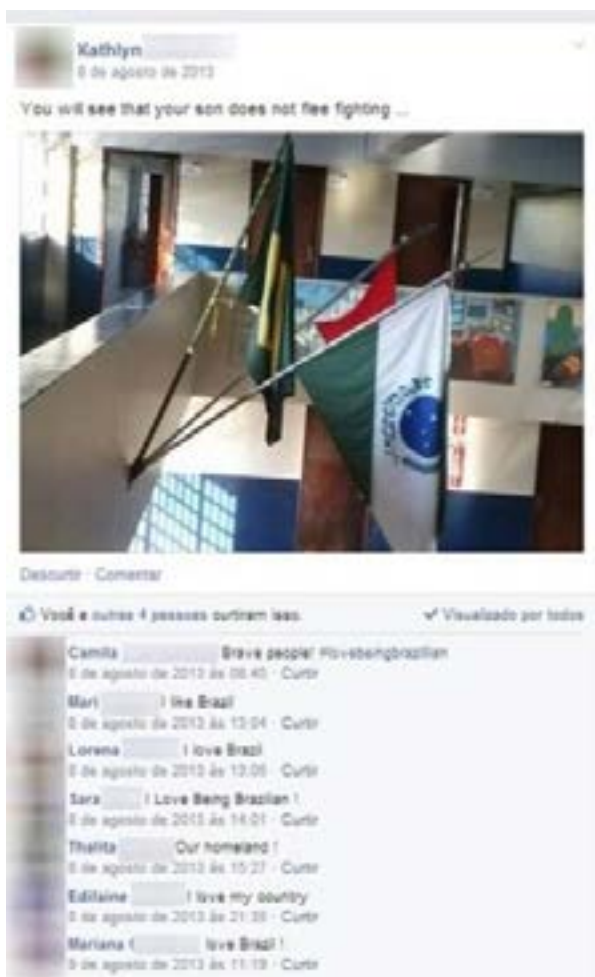 Kathlyn
8 de agosto de 2013
You will see that your son does not flee fighting ...
Descurtir · Comentar
Você e outras 4 pessoas curtiram isso.
✓ Visualizado por todos
Camila Brave people! #lovebeingbrazilian
8 de agosto de 2013 às 08:40 · Curtir
Mari I like Brazil
8 de agosto de 2013 às 13:04 · Curtir
Lorena I love Brazil
8 de agosto de 2013 às 13:05 · Curtir
Sara I Love Being Brazilian !
8 de agosto de 2013 às 14:01 · Curtir
Thalita Our homeland !
8 de agosto de 2013 às 15:27 · Curtir
Edilaine I love my country
8 de agosto de 2013 às 21:35 · Curtir
Mariana love Brazil !
9 de agosto de 2013 às 11:19 · Curtir